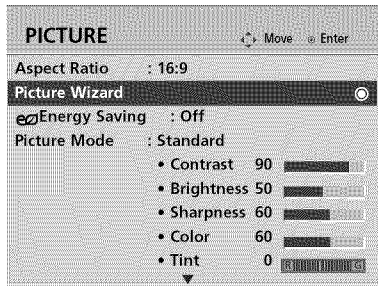 PICTURE
Move Enter
Aspect Ratio : 16:9
Picture Wizard
Energy Saving : Off
Picture Mode : Standard
• Contrast 90
• Brightness 50
• Sharpness 60
• Color 60
• Tint 0 R G